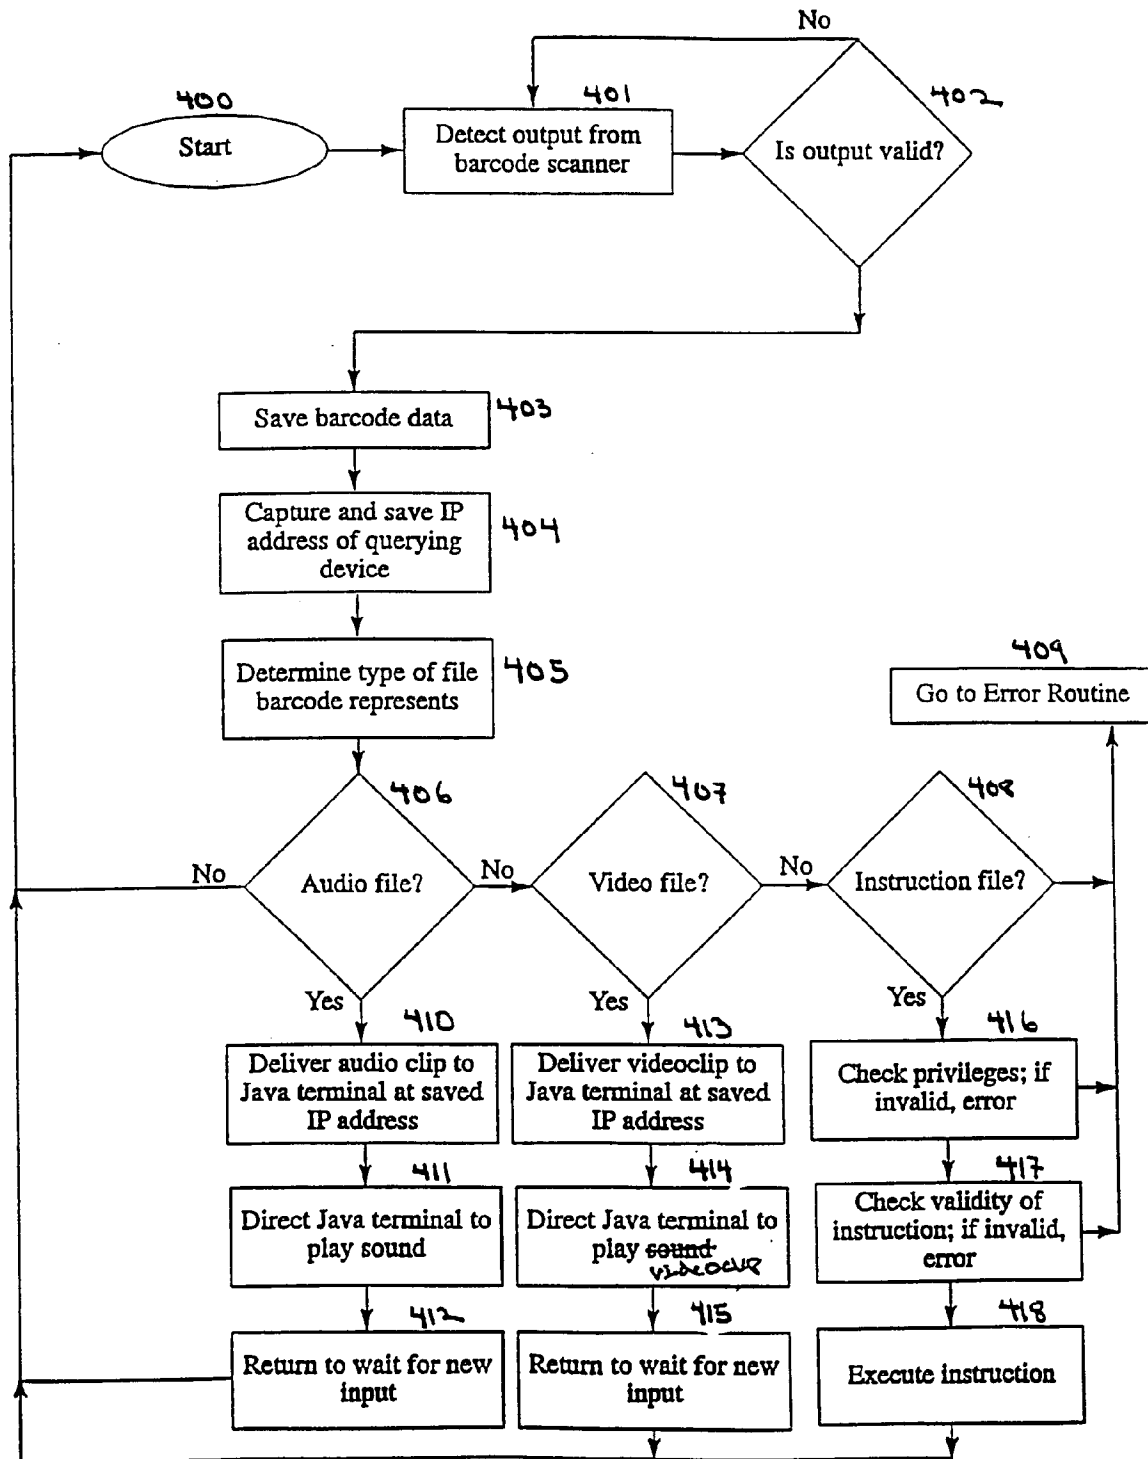 No
400
Start
401
Detect output from
barcode scanner
402
Is output valid?
403
Save barcode data
404
Capture and save IP
address of querying
device
405
Determine type of file
barcode represents
409
Go to Error Routine
406
Audio file?
No
No
407
Video file?
No
408
Instruction file?
Yes
Yes
Yes
410
Deliver audio clip to
Java terminal at saved
IP address
413
Deliver videoclip to
Java terminal at saved
IP address
416
Check privileges; if
invalid, error
411
Direct Java terminal to
play sound
414
Direct Java terminal to
play sound
videoclip
417
Check validity of
instruction; if invalid,
error
412
Return to wait for new
input
415
Return to wait for new
input
418
Execute instruction